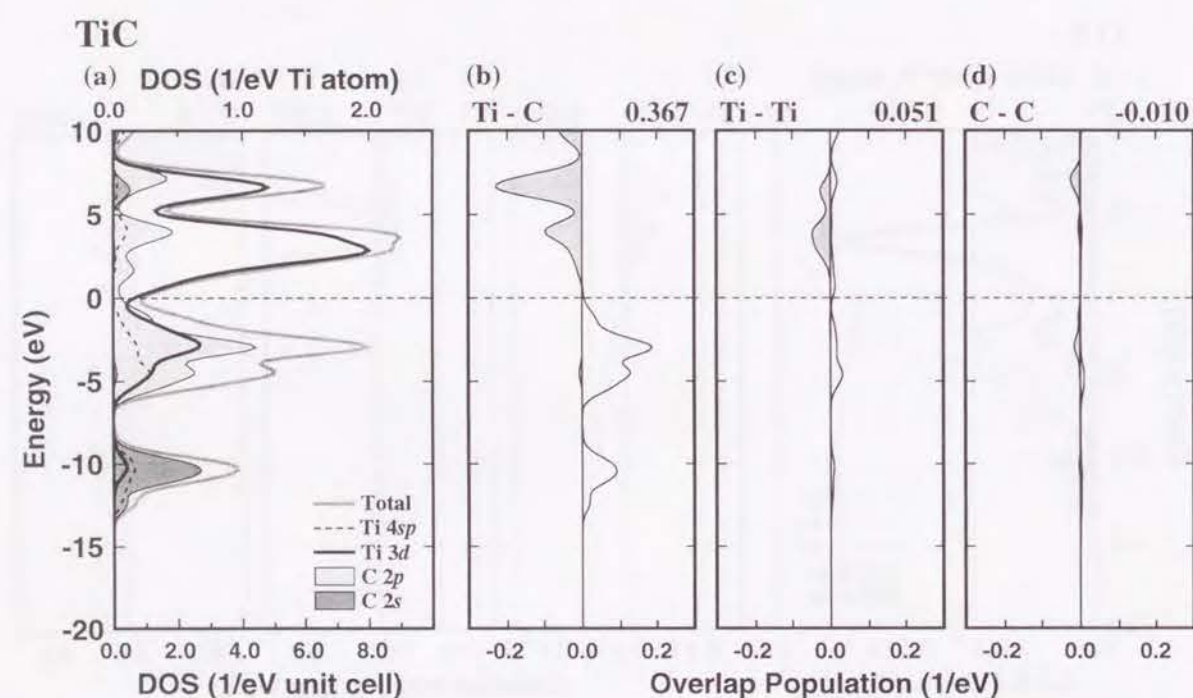 TiC
(a) DOS (1/eV Ti atom)
0.0 1.0 2.0
(b)
Ti - C 0.367
(c)
Ti - Ti 0.051
(d)
C - C -0.010
Energy (eV)
10
5
0
-5
-10
-15
-20
Total
Ti 4sp
Ti 3d
C 2p
C 2s
0.0 2.0 4.0 6.0 8.0
-0.2 0.0 0.2
-0.2 0.0 0.2
-0.2 0.0 0.2
DOS (1/eV unit cell)
Overlap Population (1/eV)